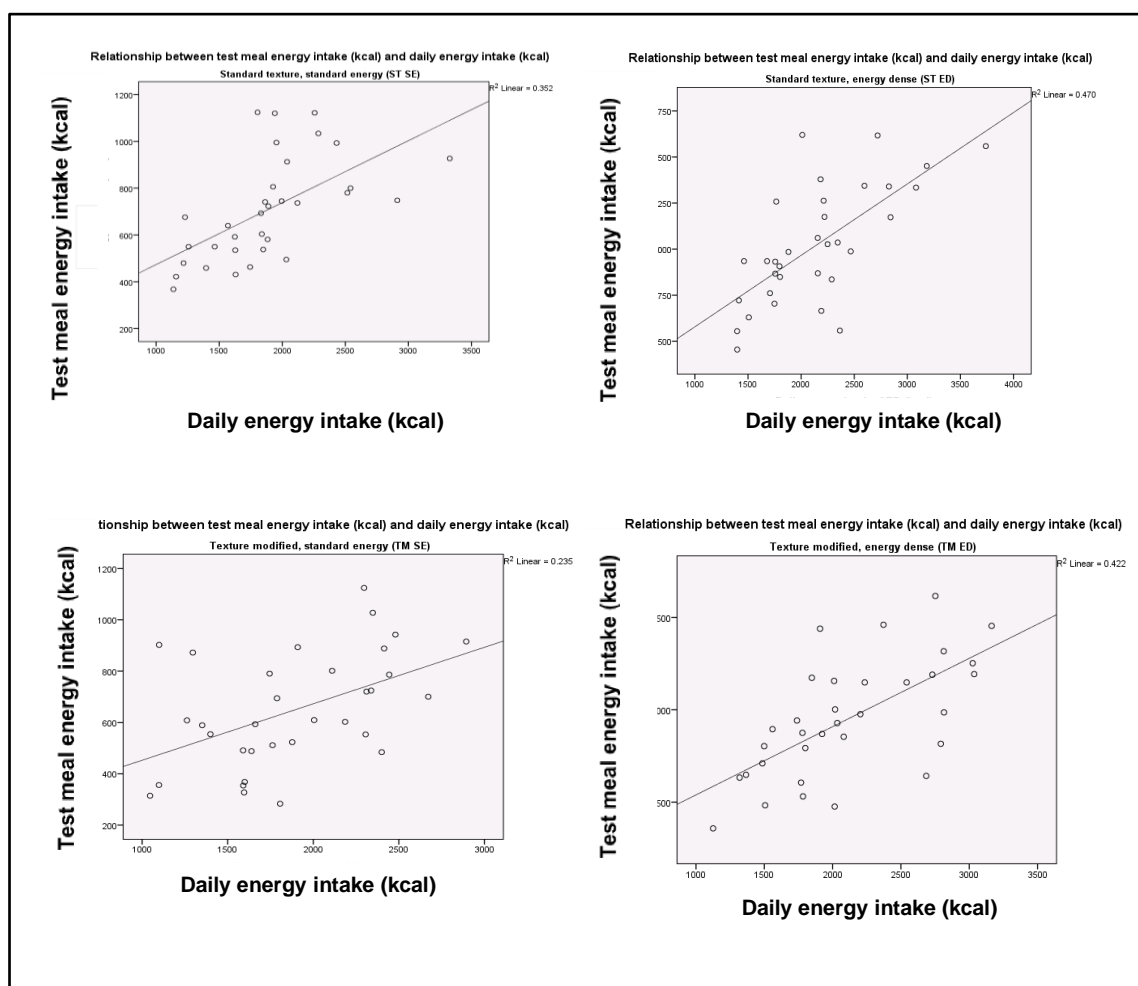 Relationship between test meal energy intake (kcal) and daily energy intake (kcal)
Standard texture, standard energy (ST SE)
R2 Linear = 0.352
Test meal energy intake (kcal)
1200
1000
800
600
400
200
1000 1500 2000 2500 3000 3500
Daily energy intake (kcal)
Relationship between test meal energy intake (kcal) and daily energy intake (kcal)
Standard texture, energy dense (ST ED)
R2 Linear = 0.470
Test meal energy intake (kcal)
750
500
250
000
750
500
1000 1500 2000 2500 3000 3500 4000
Daily energy intake (kcal)
tionship between test meal energy intake (kcal) and daily energy intake (kcal)
Texture modified, standard energy (TM SE)
R2 Linear = 0.235
Test meal energy intake (kcal)
1200
1000
800
600
400
200
1000 1500 2000 2500 3000
Daily energy intake (kcal)
Relationship between test meal energy intake (kcal) and daily energy intake (kcal)
Texture modified, energy dense (TM ED)
R2 Linear = 0.422
Test meal energy intake (kcal)
500
000
500
1000 1500 2000 2500 3000 3500
Daily energy intake (kcal)